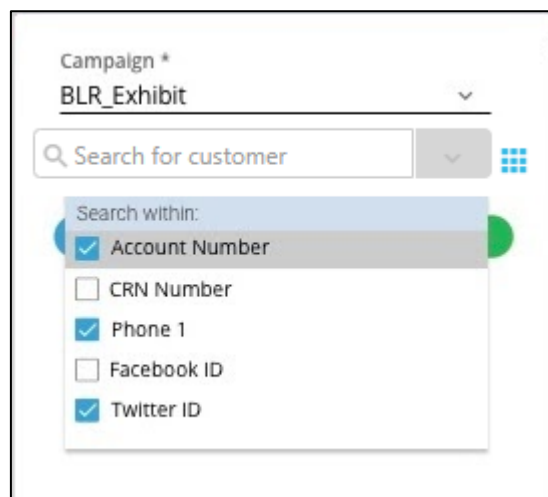 Campaign *
BLR_Exhibit
Search for customer
Search within:
Account Number
CRN Number
Phone 1
Facebook ID
Twitter ID